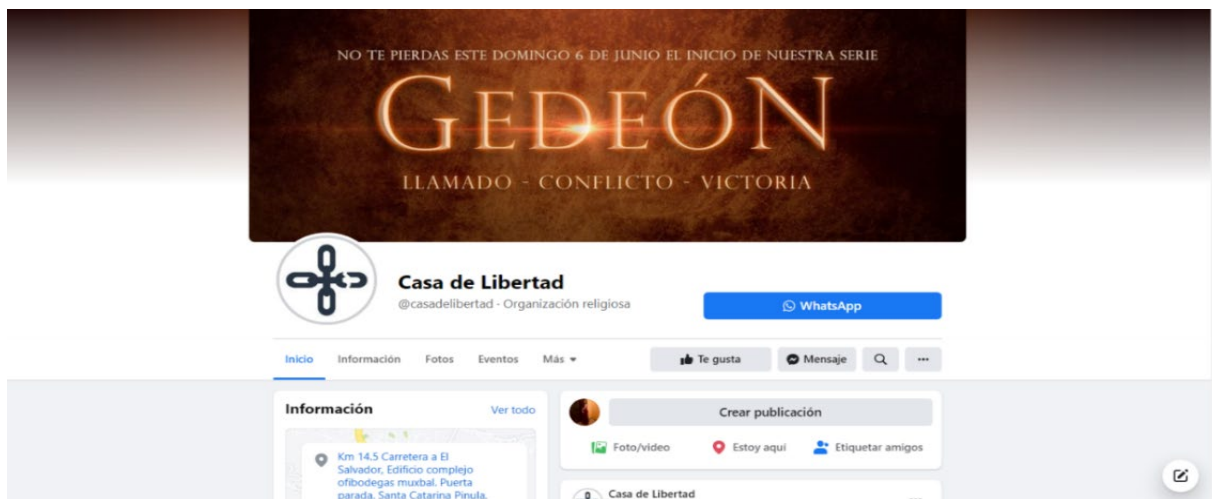 NO TE PIERDAS ESTE DOMINGO 6 DE JUNIO EL INICIO DE NUESTRA SERIE
GEDEÓN
LLAMADO - CONFLICTO - VICTORIA
Casa de Libertad
@casadelibertad · Organización religiosa
WhatsApp
Inicio Información Fotos Eventos Más
Te gusta Mensaje
Información Ver todo
Crear publicación
Foto/video Estoy aquí Etiquetar amigos
Km 14.5 Carretera a El
Salvador, Edificio complejo
ofibodegas muxbal. Puerta
parada, Santa Catarina Pinula,
Casa de Libertad